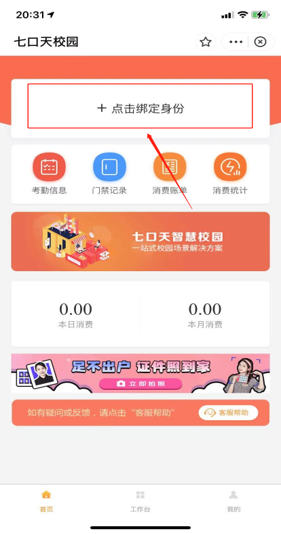 20:31
七口天校园
+ 点击绑定身份
考勤信息
门禁记录
消费账单
消费统计
七口天智慧校园
一站式校园场景解决方案
0.00
0.00
本日消费
本月消费
足不出户 证件照到家
立即拍照
如有疑问或反馈，请点击“客服帮助”
客服帮助
首页
工作台
我的